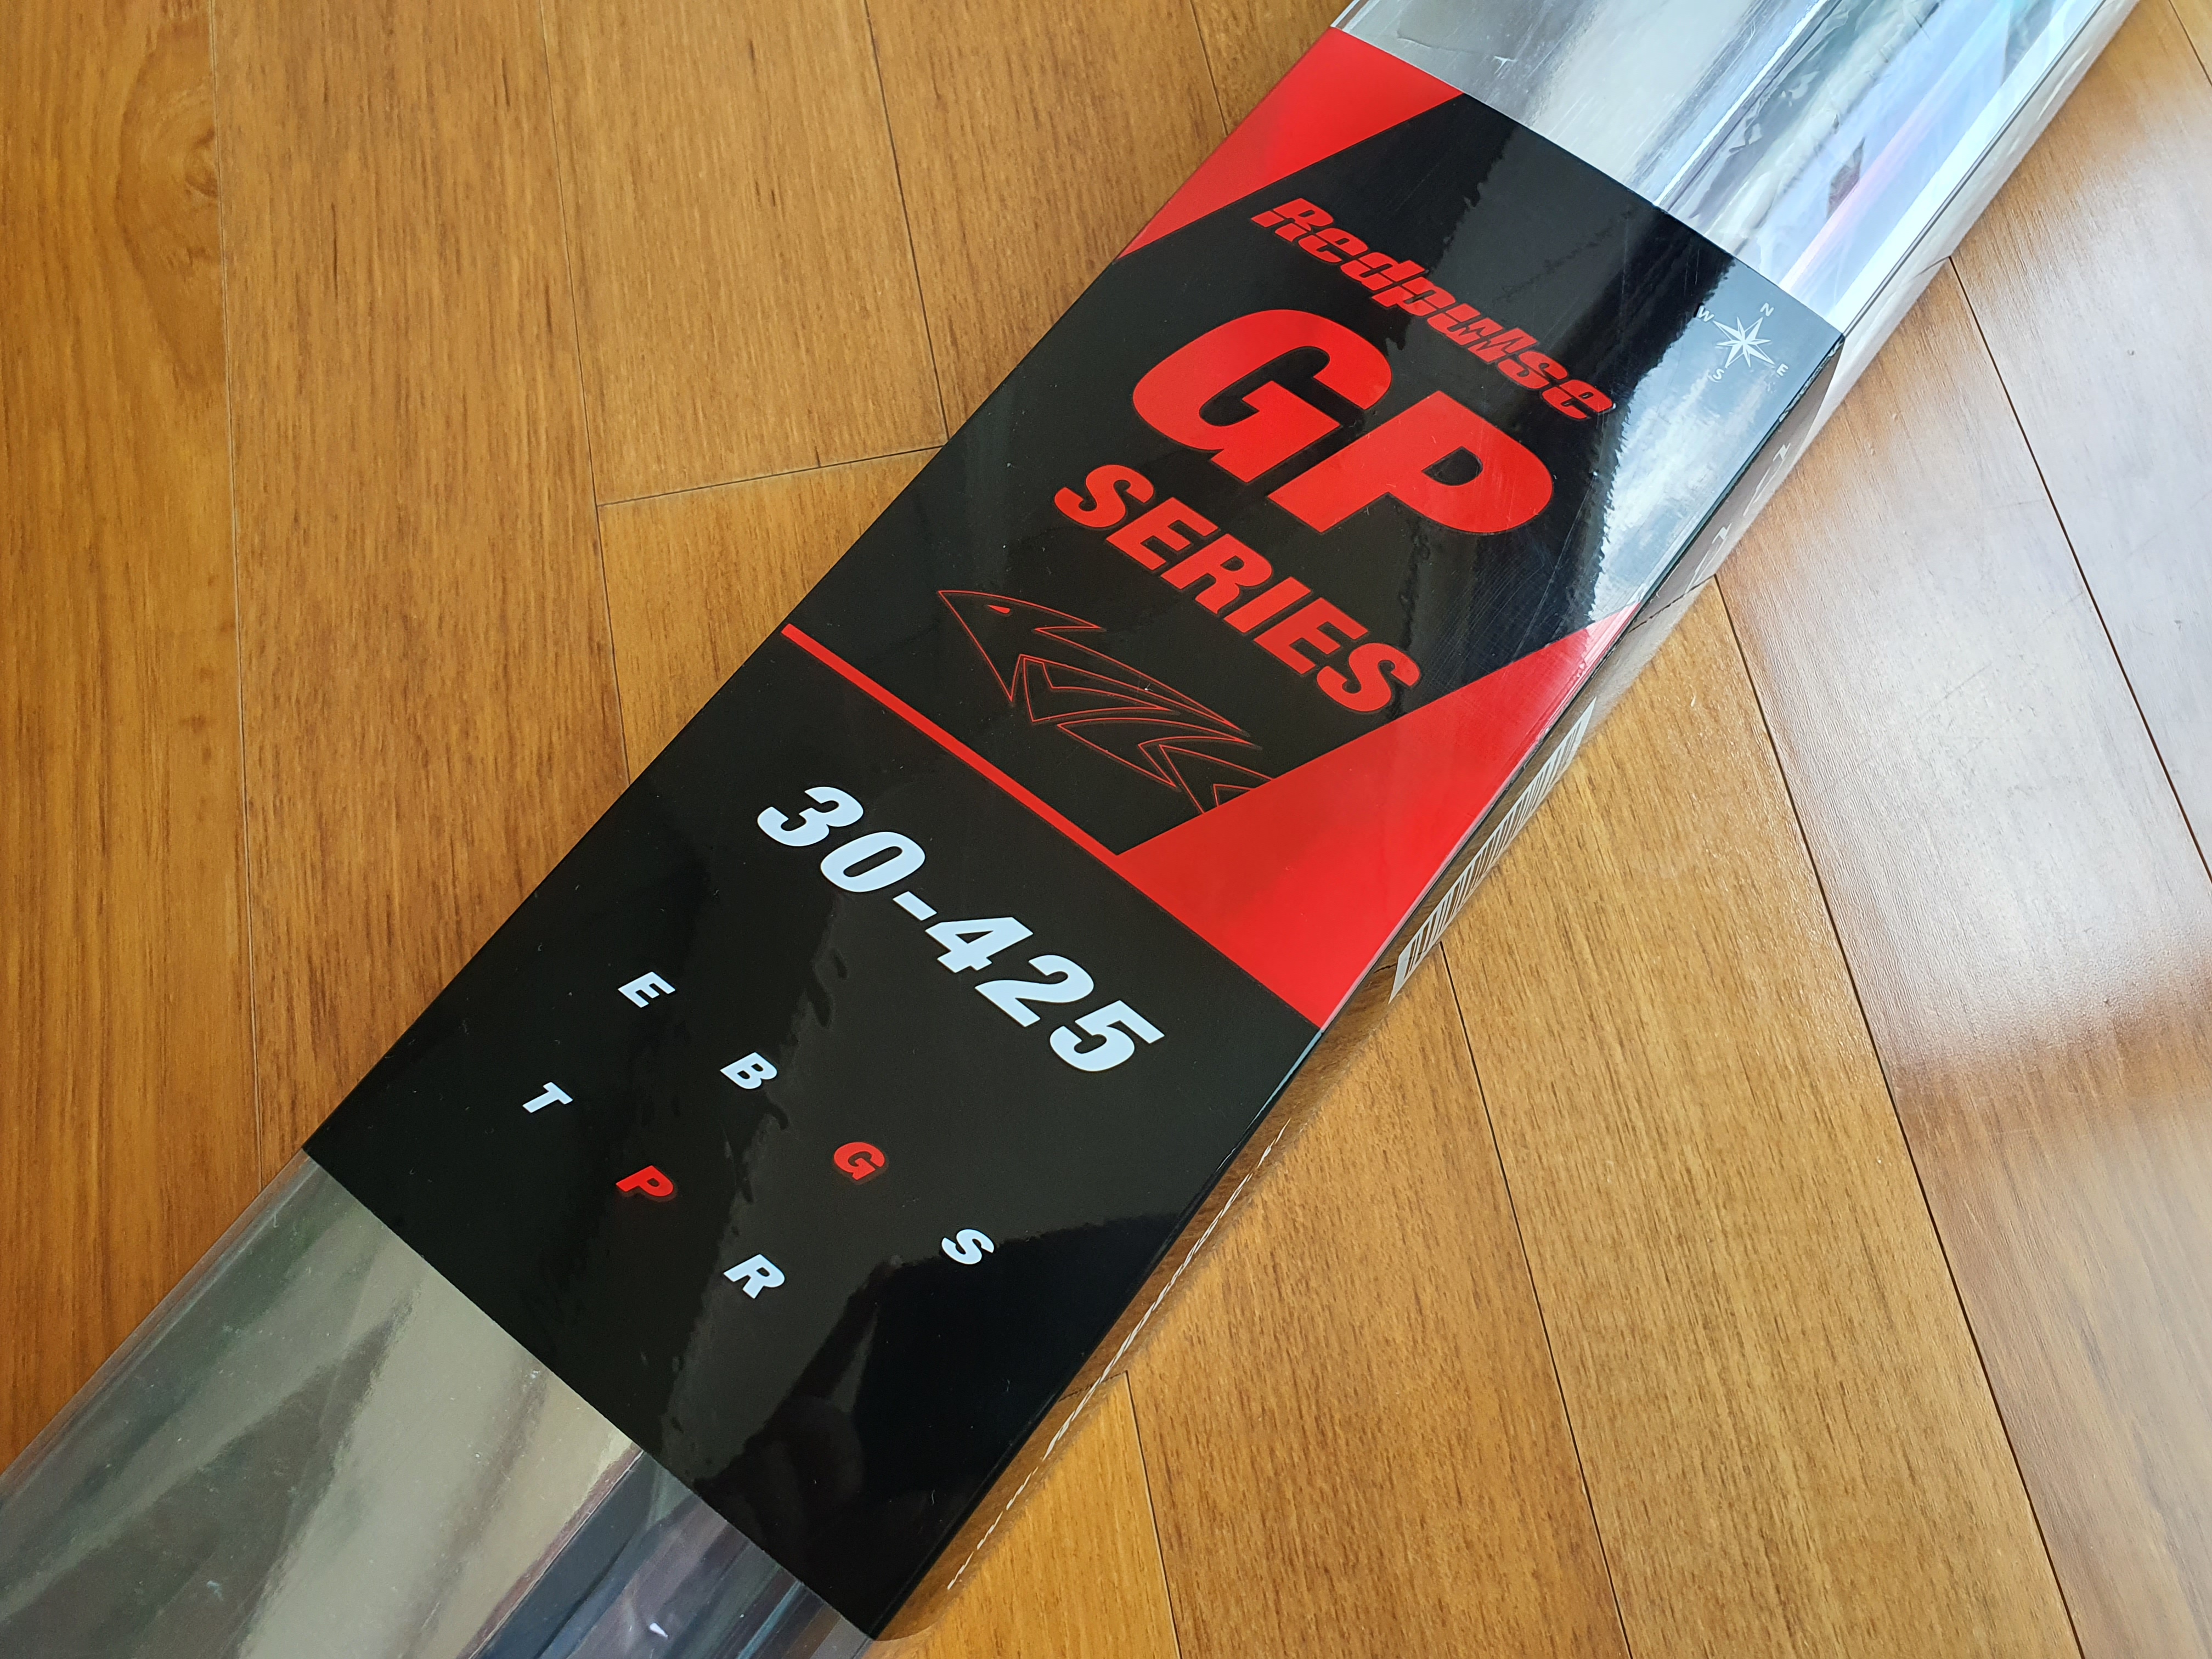 Redpulse
GP
SERIES
N
W
E
S
30-425
E B G S
T P R